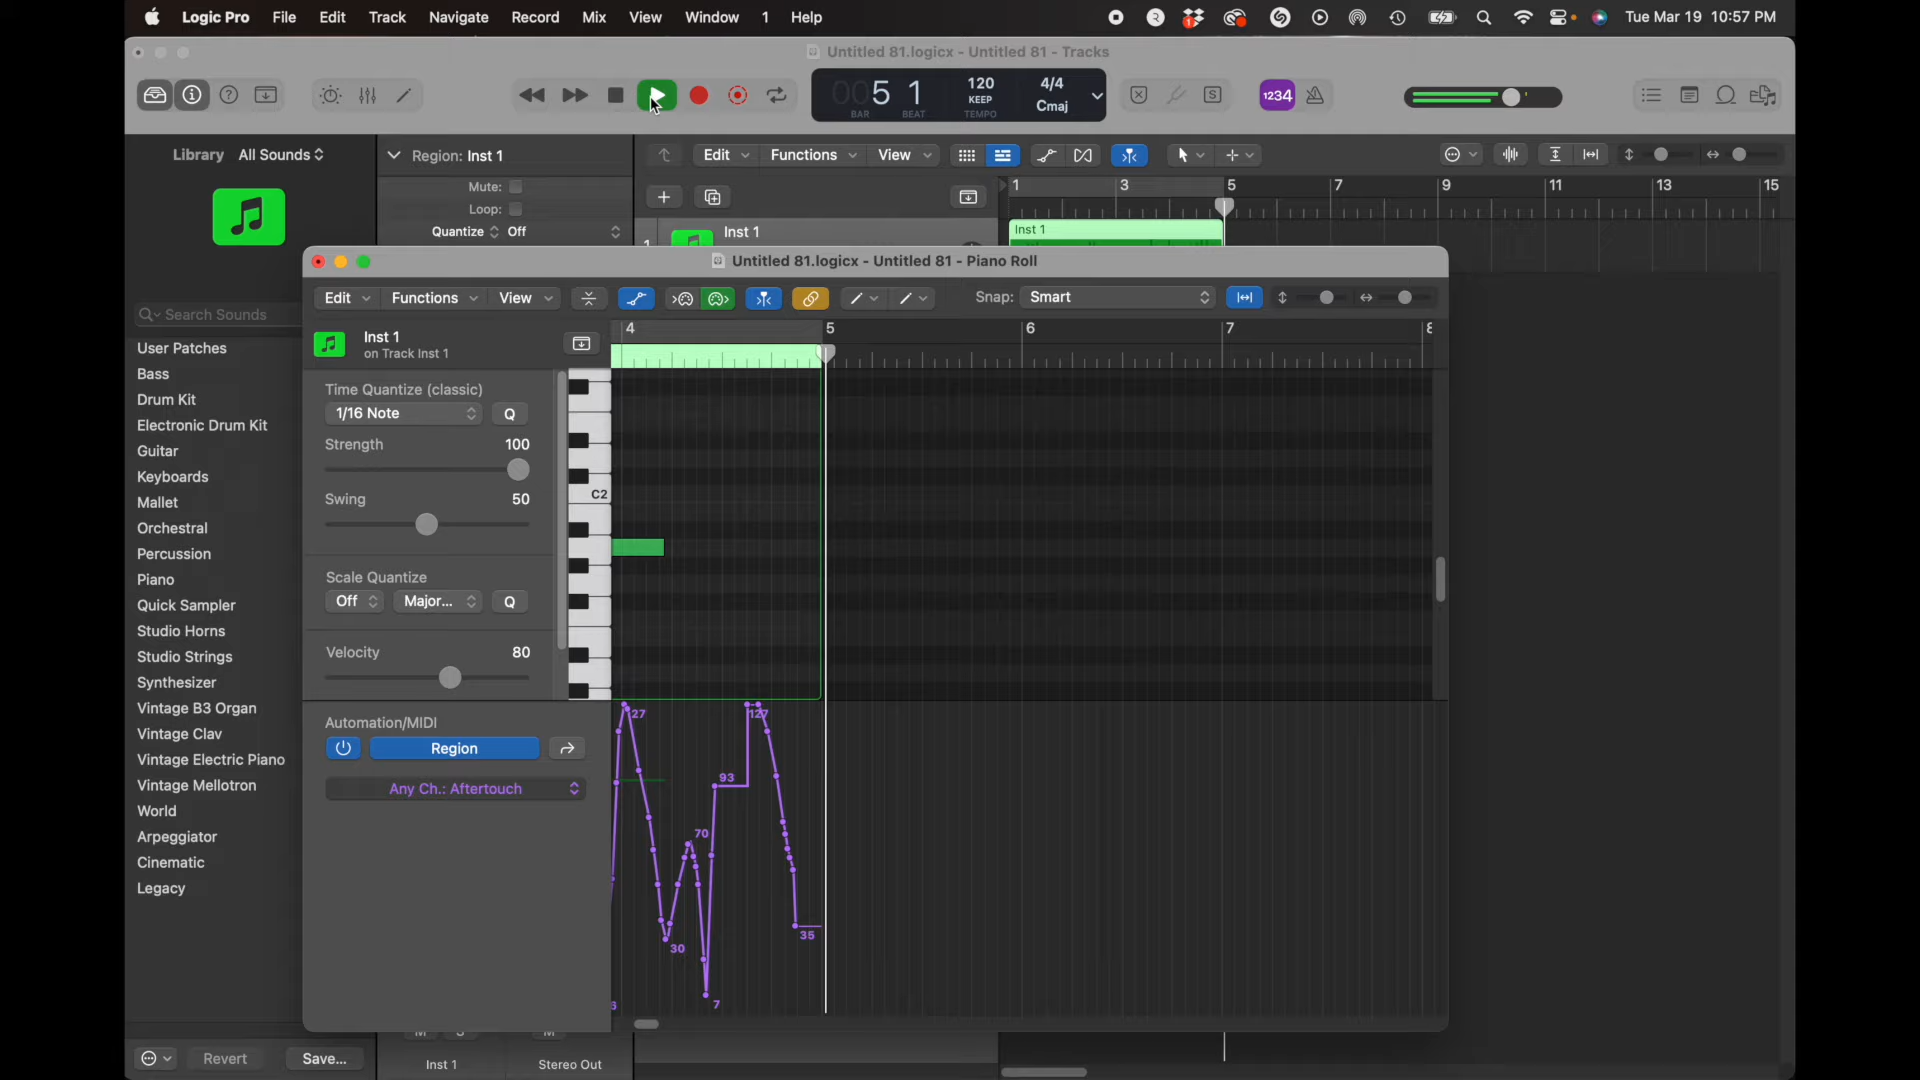 Logic Pro File Edit Track Navigate Record Mix View Window 1 Help
Tue Mar 19 10:57 PM
Untitled 81.logicx - Untitled 81 - Tracks
005 1
BAR BEAT
120
KEEP
TEMPO
4/4
Cmaj
1234
Library All Sounds
Region: Inst 1
Mute:
Loop:
Quantize Off
Edit Functions View
1 3 5 7 9 11 13 15
1 Inst 1
Inst 1
Untitled 81.logicx - Untitled 81 - Piano Roll
Edit Functions View
Snap: Smart
Search Sounds
User Patches
Bass
Drum Kit
Electronic Drum Kit
Guitar
Keyboards
Mallet
Orchestral
Percussion
Piano
Quick Sampler
Studio Horns
Studio Strings
Synthesizer
Vintage B3 Organ
Vintage Clav
Vintage Electric Piano
Vintage Mellotron
World
Arpeggiator
Cinematic
Legacy
Inst 1
on Track Inst 1
4 5 6 7 8
Time Quantize (classic)
1/16 Note Q
Strength 100
Swing 50
Scale Quantize
Off Major... Q
Velocity 80
C2
Automation/MIDI
Region
Any Ch.: Aftertouch
27
127
93
70
30
35
7
Revert Save...
Inst 1 Stereo Out